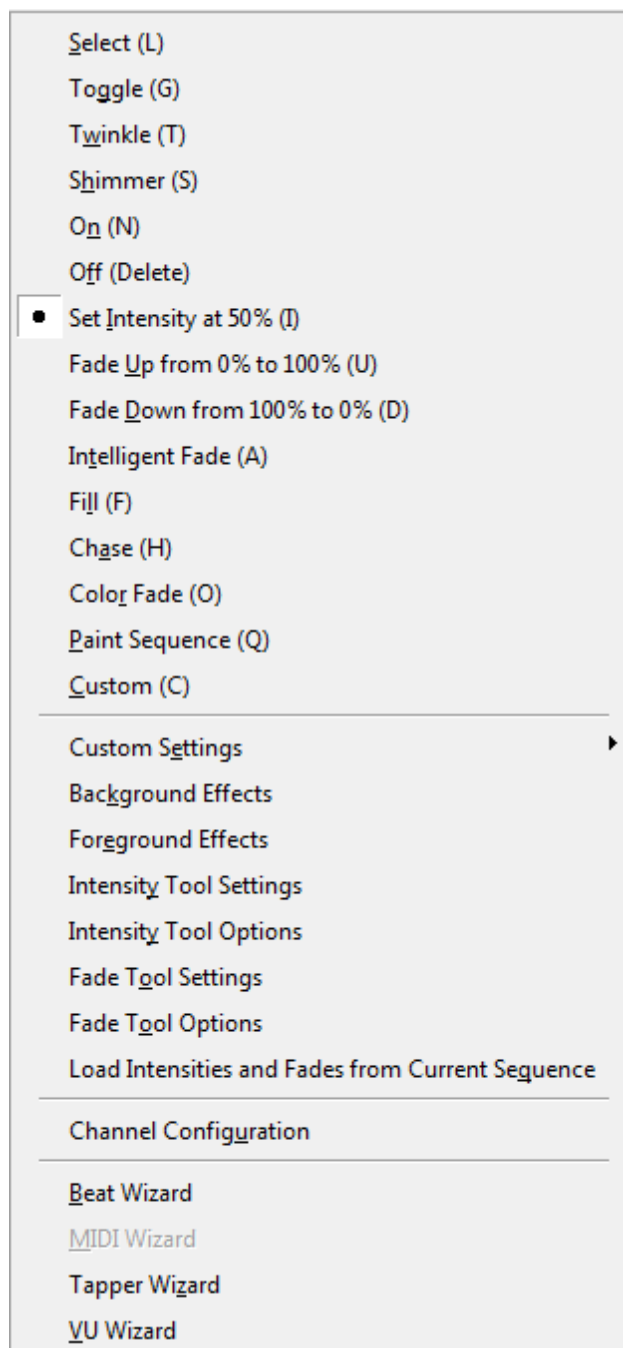 Select (L)
Toggle (G)
Twinkle (T)
Shimmer (S)
On (N)
Off (Delete)
Set Intensity at 50% (I)
Fade Up from 0% to 100% (U)
Fade Down from 100% to 0% (D)
Intelligent Fade (A)
Fill (F)
Chase (H)
Color Fade (O)
Paint Sequence (Q)
Custom (C)
Custom Settings
Background Effects
Foreground Effects
Intensity Tool Settings
Intensity Tool Options
Fade Tool Settings
Fade Tool Options
Load Intensities and Fades from Current Sequence
Channel Configuration
Beat Wizard
MIDI Wizard
Tapper Wizard
VU Wizard